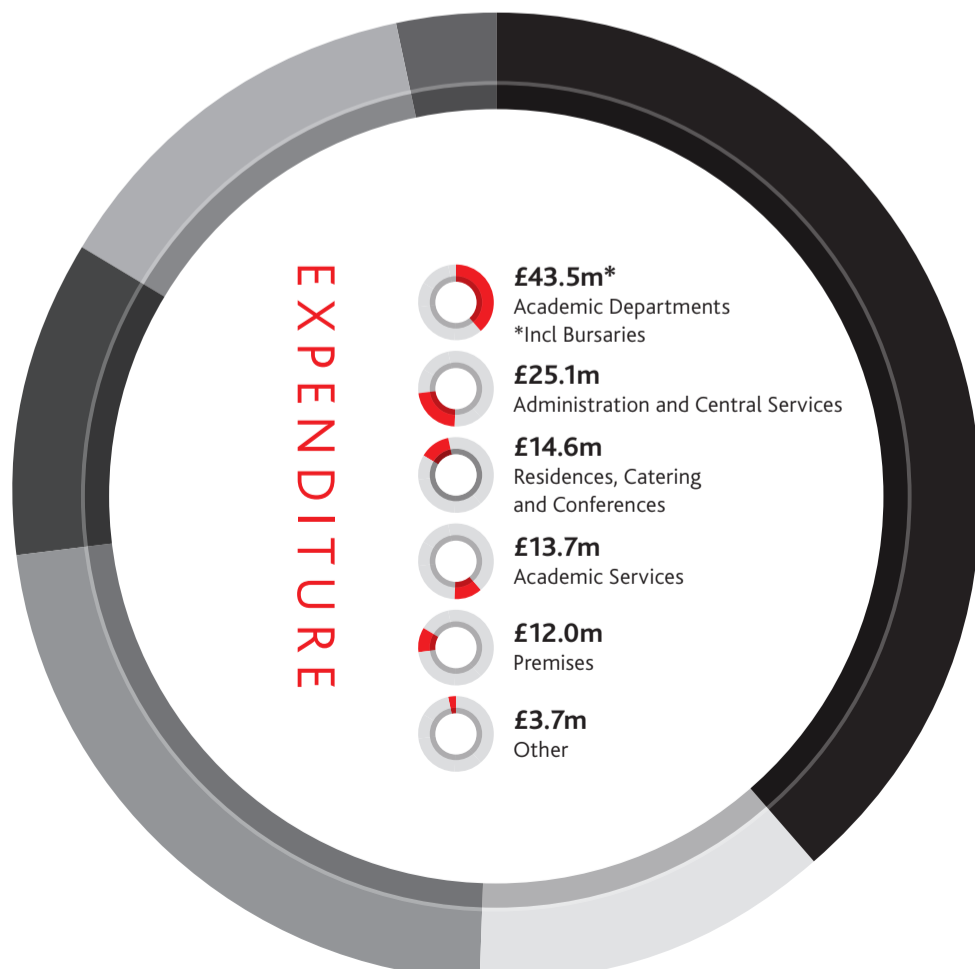 EXPENDITURE
£43.5m*
Academic Departments
*Incl Bursaries
£25.1m
Administration and Central Services
£14.6m
Residences, Catering
and Conferences
£13.7m
Academic Services
£12.0m
Premises
£3.7m
Other